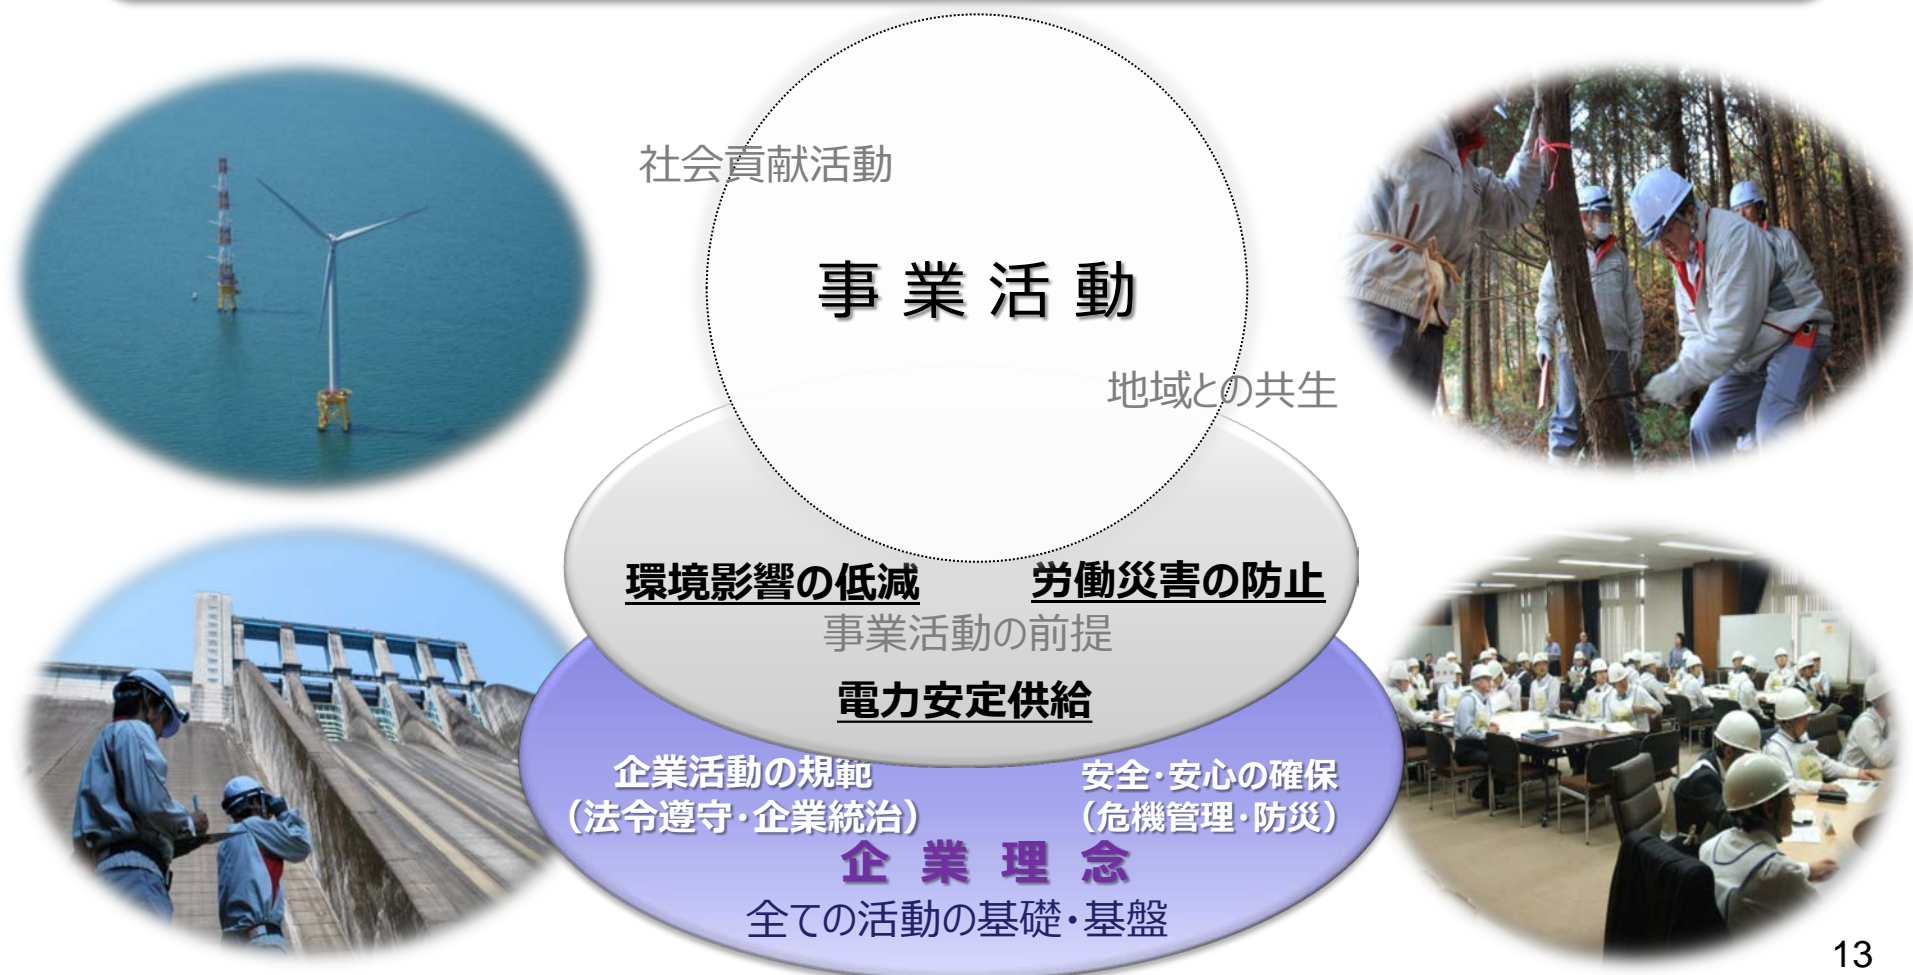 社会貢献活動
事業活動
地域との共生
環境影響の低減 労働災害の防止
事業活動の前提
電力安定供給
企業活動の規範 安全・安心の確保
（法令遵守・企業統治） （危機管理・防災）
企業理念
全ての活動の基礎・基盤
13